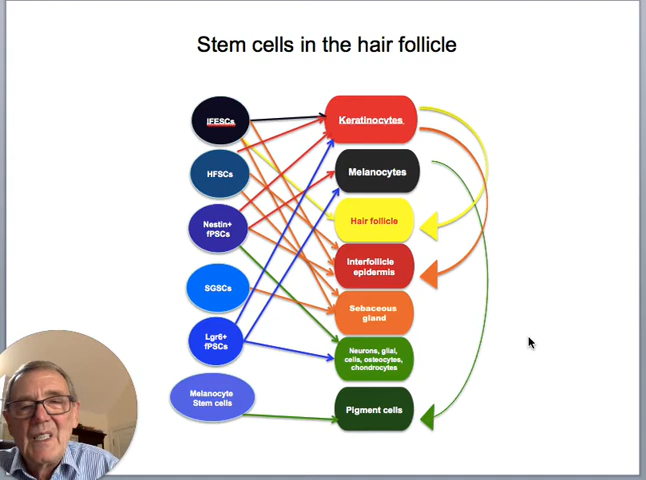 Stem cells in the hair follicle
IFESCs
HFSCs
Nestin+
fPSCs
SGSCs
Lgr6+
fPSCs
Melanocyte
Stem cells
Keratinocytes
Melanocytes
Hair follicle
Interfollicle
epidermis
Sebaceous
gland
Neurons, glial,
cells, osteocytes,
chondrocytes
Pigment cells